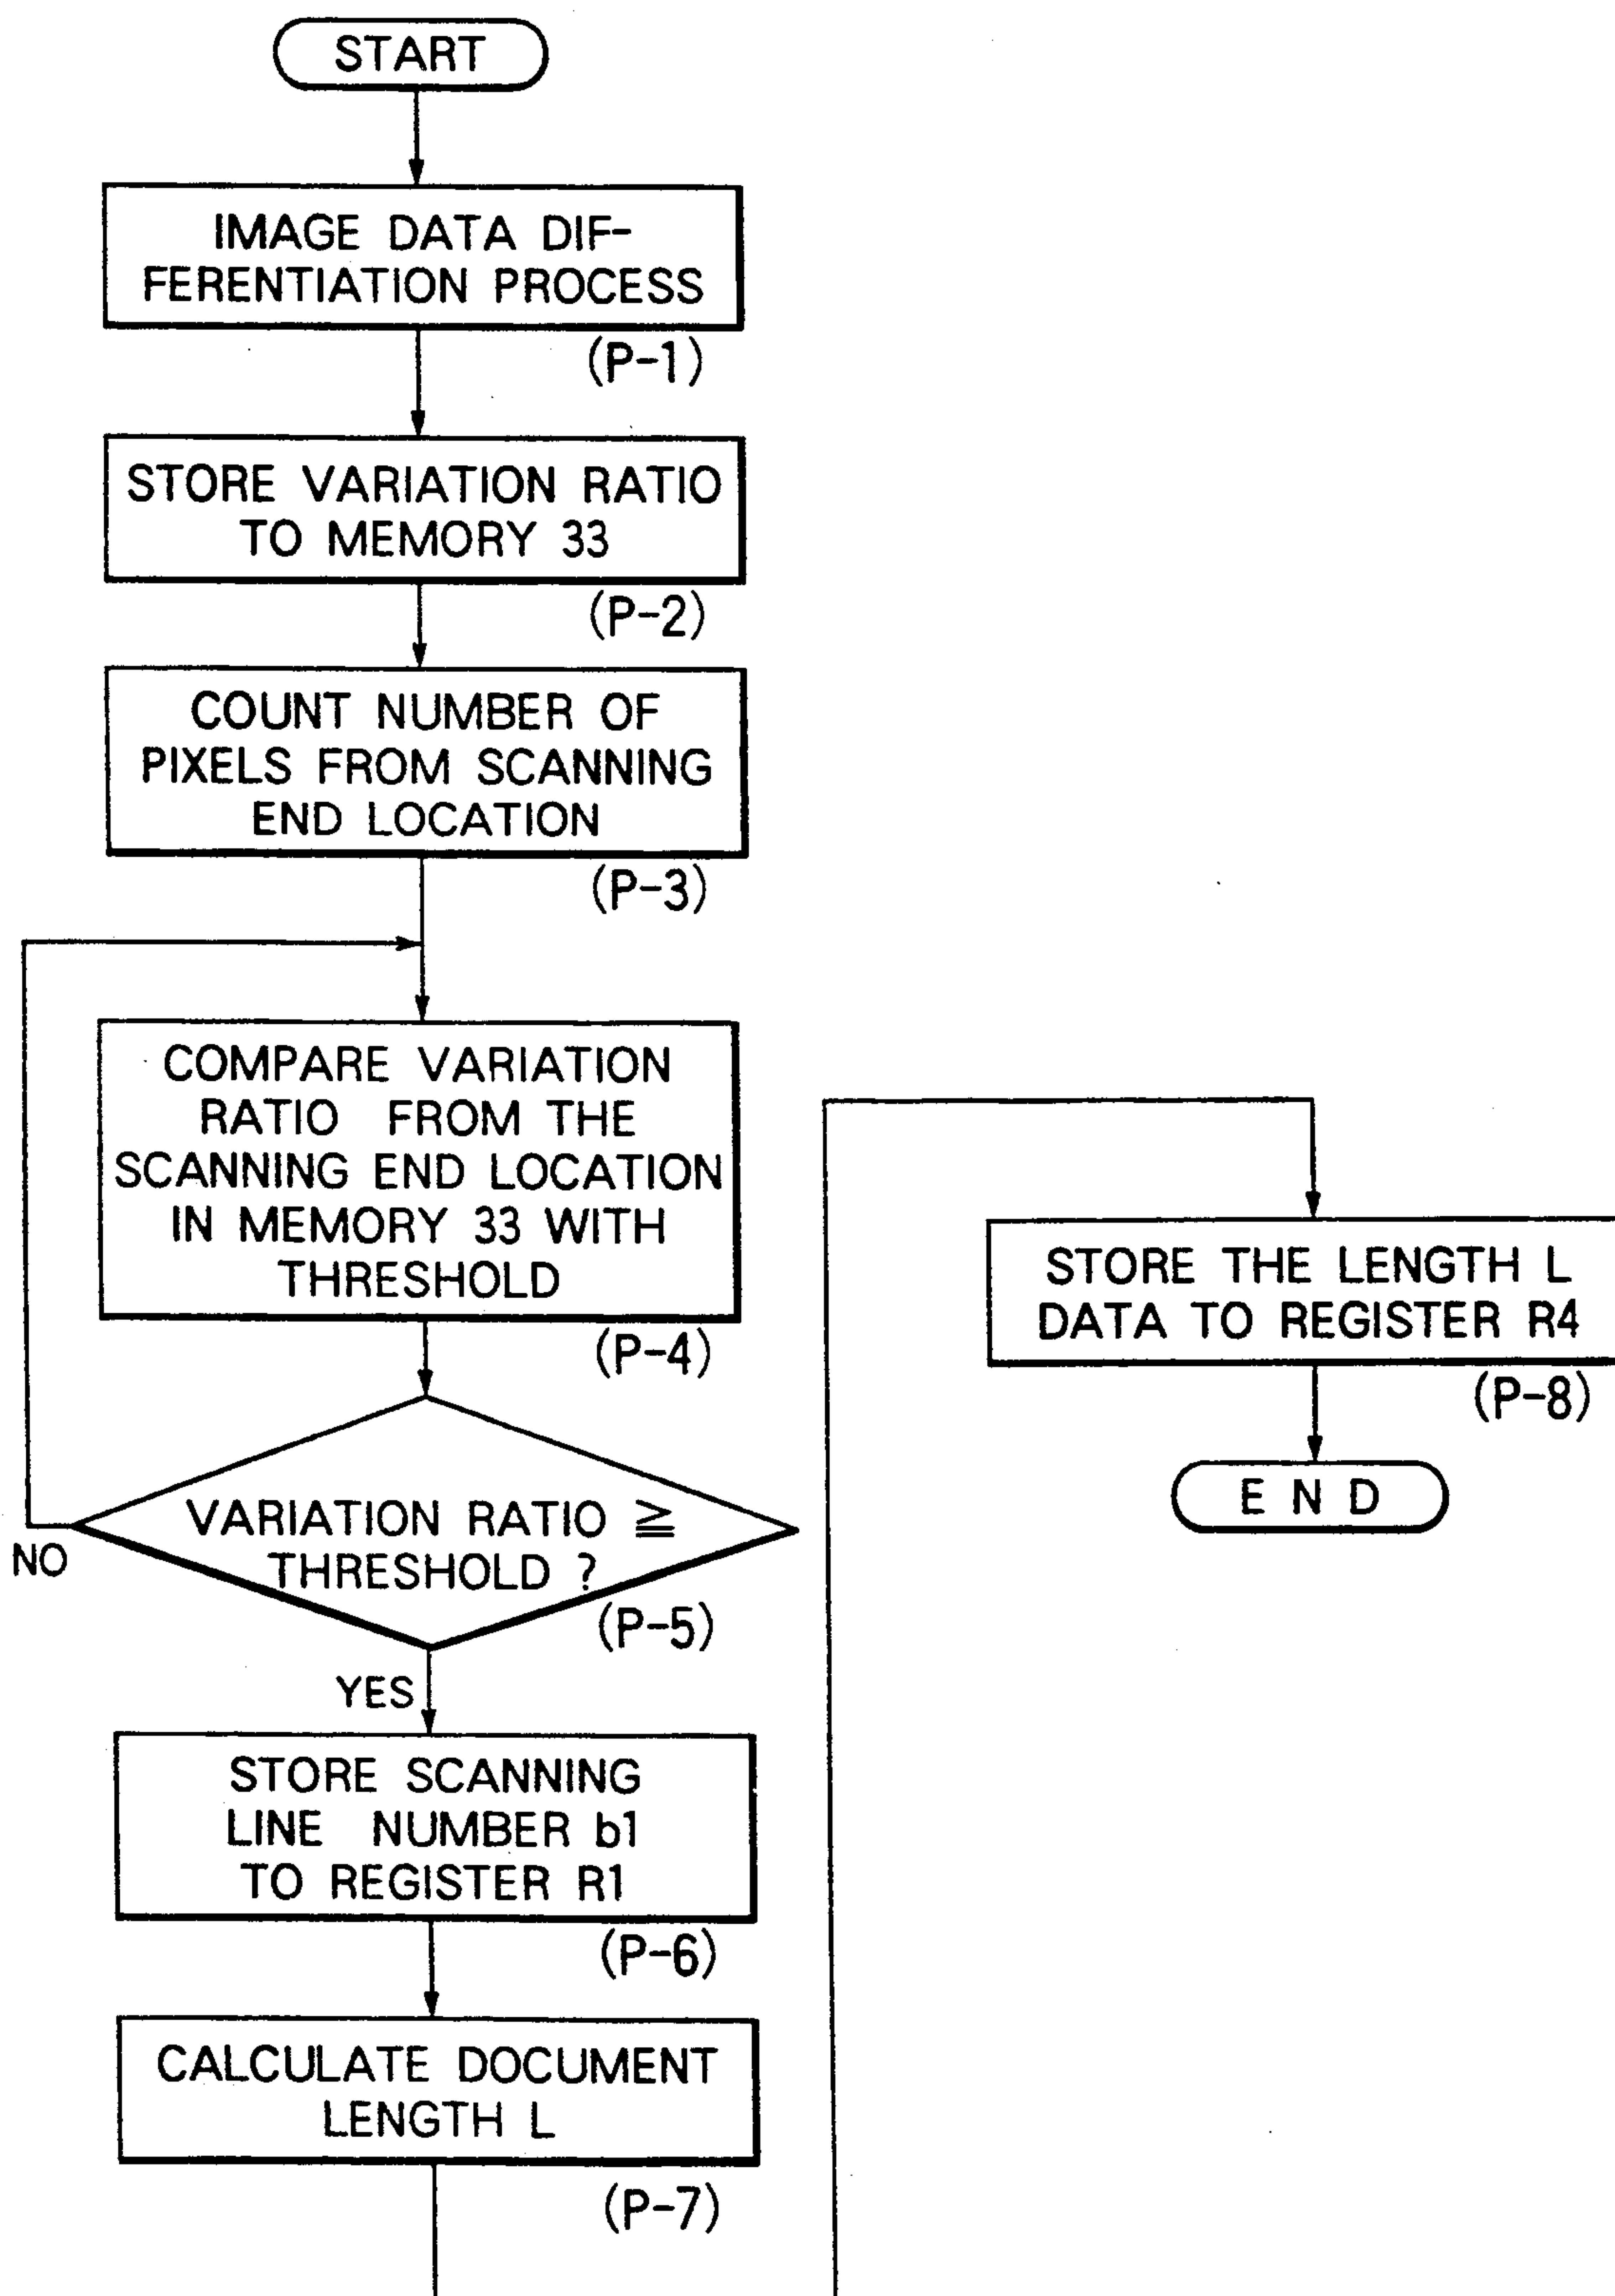 START
IMAGE DATA DIF-
FERENTIATION PROCESS
(P-1)
STORE VARIATION RATIO
TO MEMORY 33
(P-2)
COUNT NUMBER OF
PIXELS FROM SCANNING
END LOCATION
(P-3)
COMPARE VARIATION
RATIO FROM THE
SCANNING END LOCATION
IN MEMORY 33 WITH
THRESHOLD
(P-4)
VARIATION RATIO ≧
THRESHOLD ?
(P-5)
NO
YES
STORE SCANNING
LINE NUMBER b1
TO REGISTER R1
(P-6)
CALCULATE DOCUMENT
LENGTH L
(P-7)
STORE THE LENGTH L
DATA TO REGISTER R4
(P-8)
END